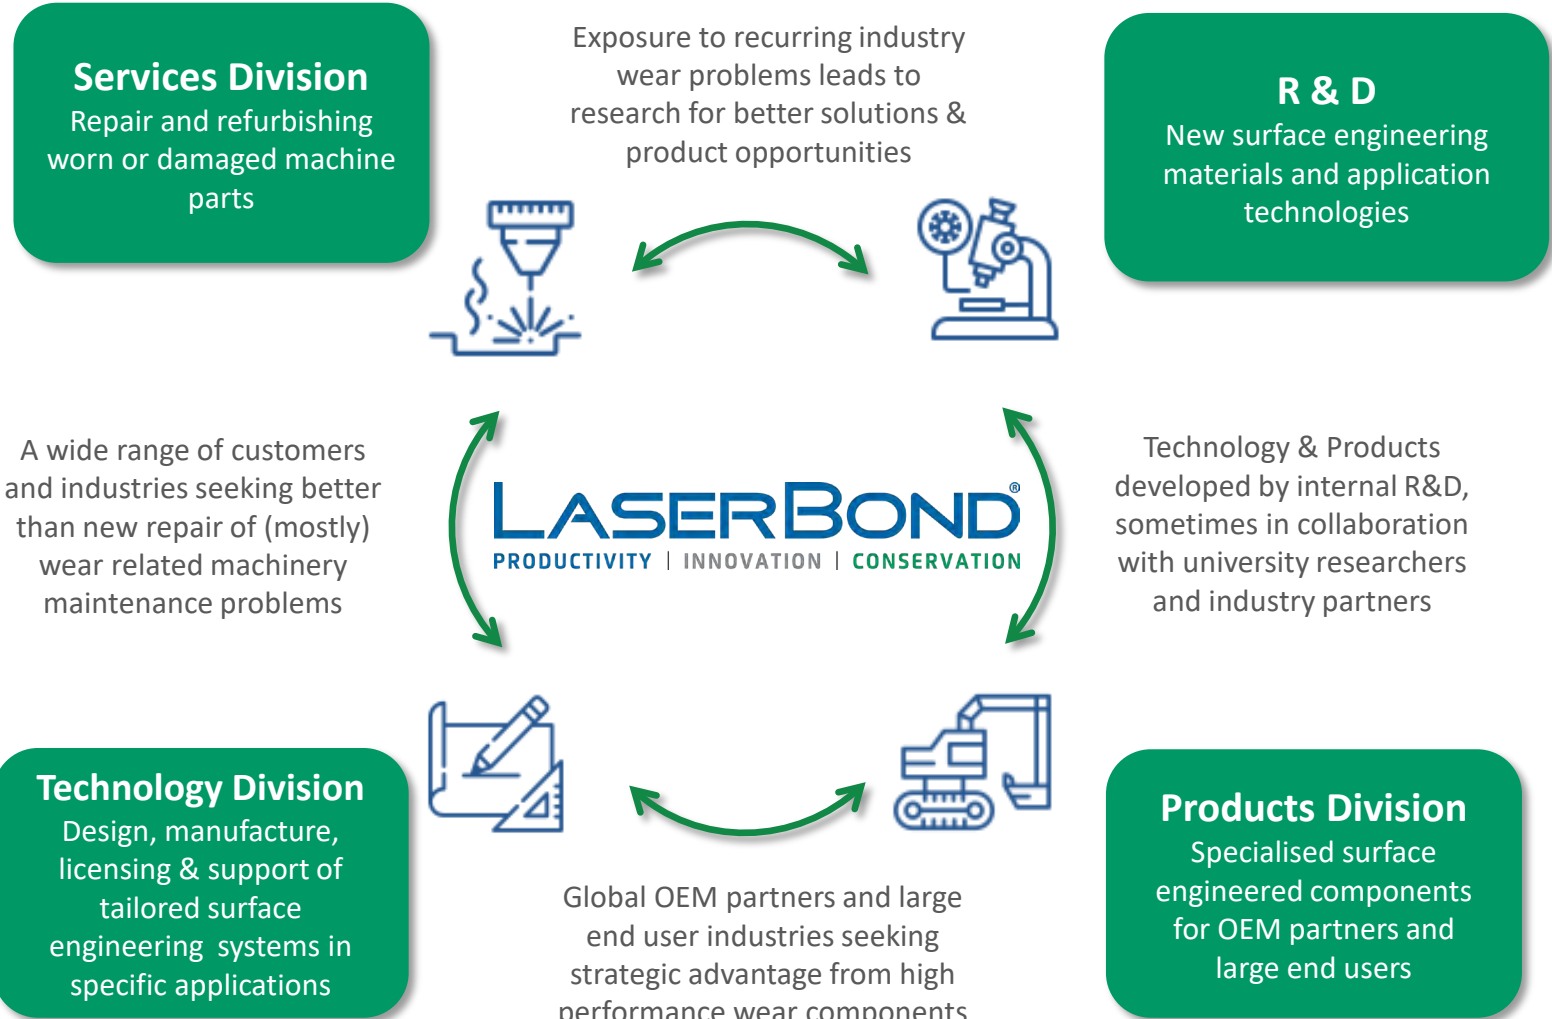 Services Division
Repair and refurbishing
worn or damaged machine
parts
Exposure to recurring industry
wear problems leads to
research for better solutions &
product opportunities
R & D
New surface engineering
materials and application
technologies
A wide range of customers
and industries seeking better
than new repair of (mostly)
wear related machinery
maintenance problems
LASERBOND®
PRODUCTIVITY | INNOVATION | CONSERVATION
Technology & Products
developed by internal R&D,
sometimes in collaboration
with university researchers
and industry partners
Technology Division
Design, manufacture,
licensing & support of
tailored surface
engineering systems in
specific applications
Global OEM partners and large
end user industries seeking
strategic advantage from high
performance wear components
Products Division
Specialised surface
engineered components
for OEM partners and
large end users